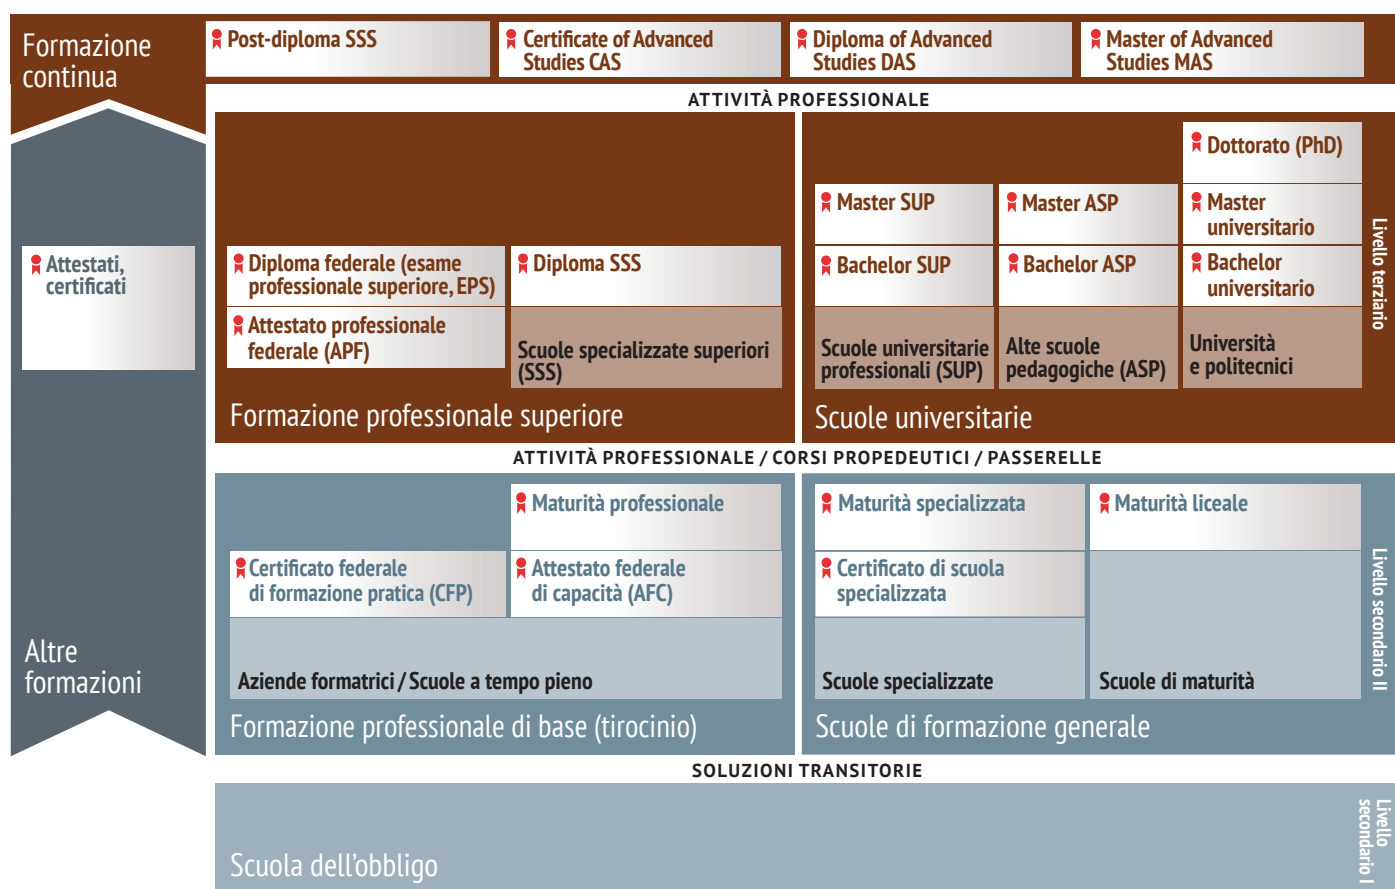 Formazione
continua
Post-diploma SSS
Certificate of Advanced
Studies CAS
Diploma of Advanced
Studies DAS
Master of Advanced
Studies MAS
ATTIVITÀ PROFESSIONALE
Attestati,
certificati
Diploma federale (esame
professionale superiore, EPS)
Attestato professionale
federale (APF)
Diploma SSS
Scuole specializzate superiori
(SSS)
Formazione professionale superiore
Master SUP
Bachelor SUP
Scuole universitarie
professionali (SUP)
Master ASP
Bachelor ASP
Alte scuole
pedagogiche (ASP)
Dottorato (PhD)
Master
universitario
Bachelor
universitario
Università
e politecnici
Scuole universitarie
Livello terziario
ATTIVITÀ PROFESSIONALE / CORSI PROPEDEUTICI / PASSERELLE
Altre
formazioni
Certificato federale
di formazione pratica (CFP)
Maturità professionale
Attestato federale
di capacità (AFC)
Aziende formatrici / Scuole a tempo pieno
Formazione professionale di base (tirocinio)
Maturità specializzata
Certificato di scuola
specializzata
Scuole specializzate
Maturità liceale
Scuole di maturità
Scuole di formazione generale
Livello secondario II
SOLUZIONI TRANSITORIE
Scuola dell’obbligo
Livello
secondario I